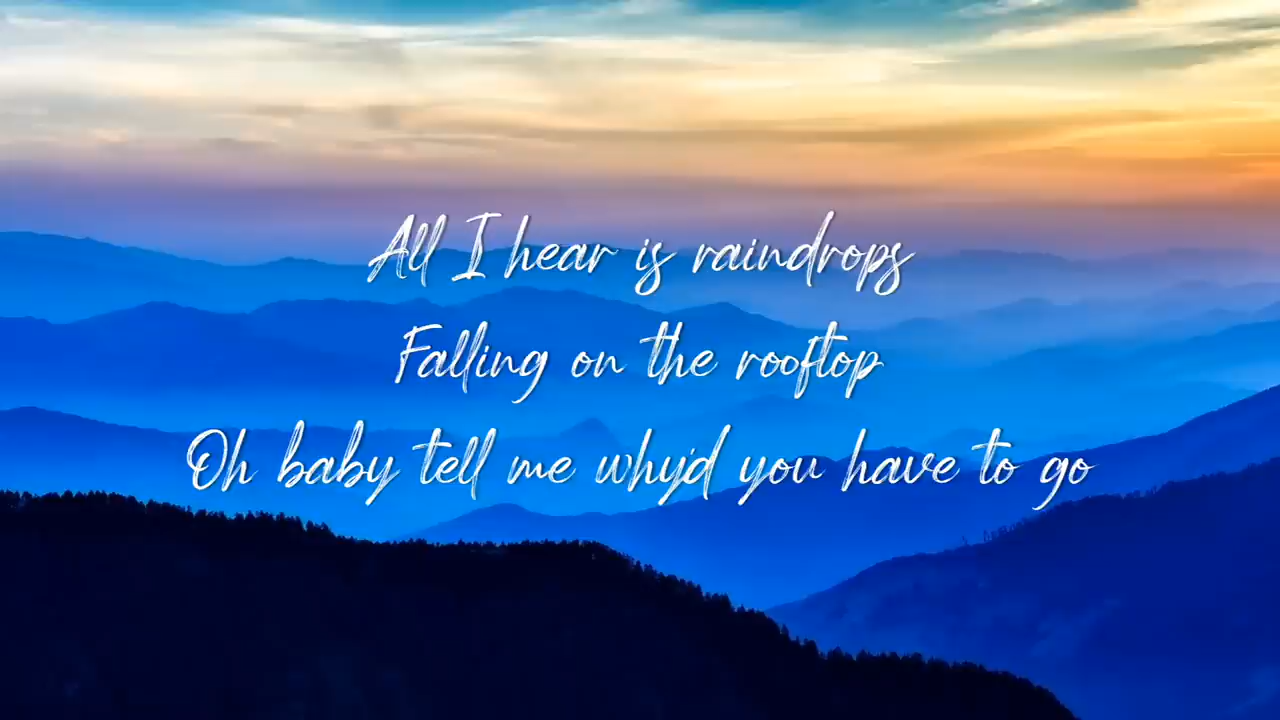 All I hear is raindrops
Falling on the rooftop
Oh baby tell me why'd you have to go